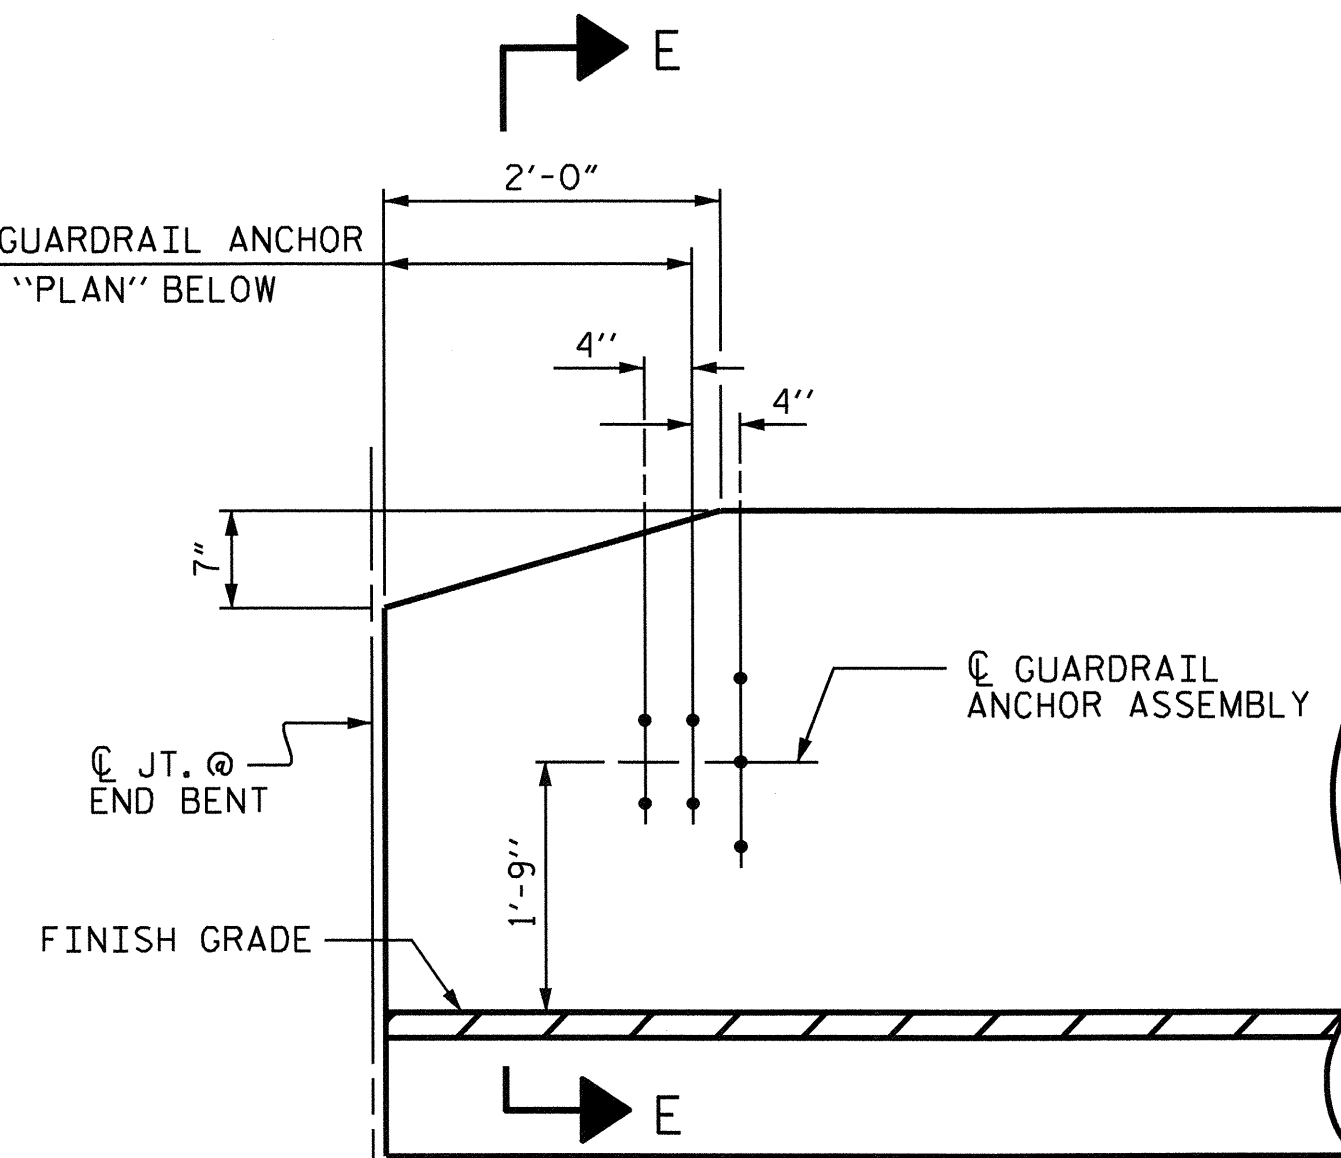 E
2'-0"
GUARDRAIL ANCHOR
"PLAN" BELOW
4"
4"
7"
℄ GUARDRAIL
ANCHOR ASSEMBLY
℄ JT. @
END BENT
1'-9"
FINISH GRADE
E